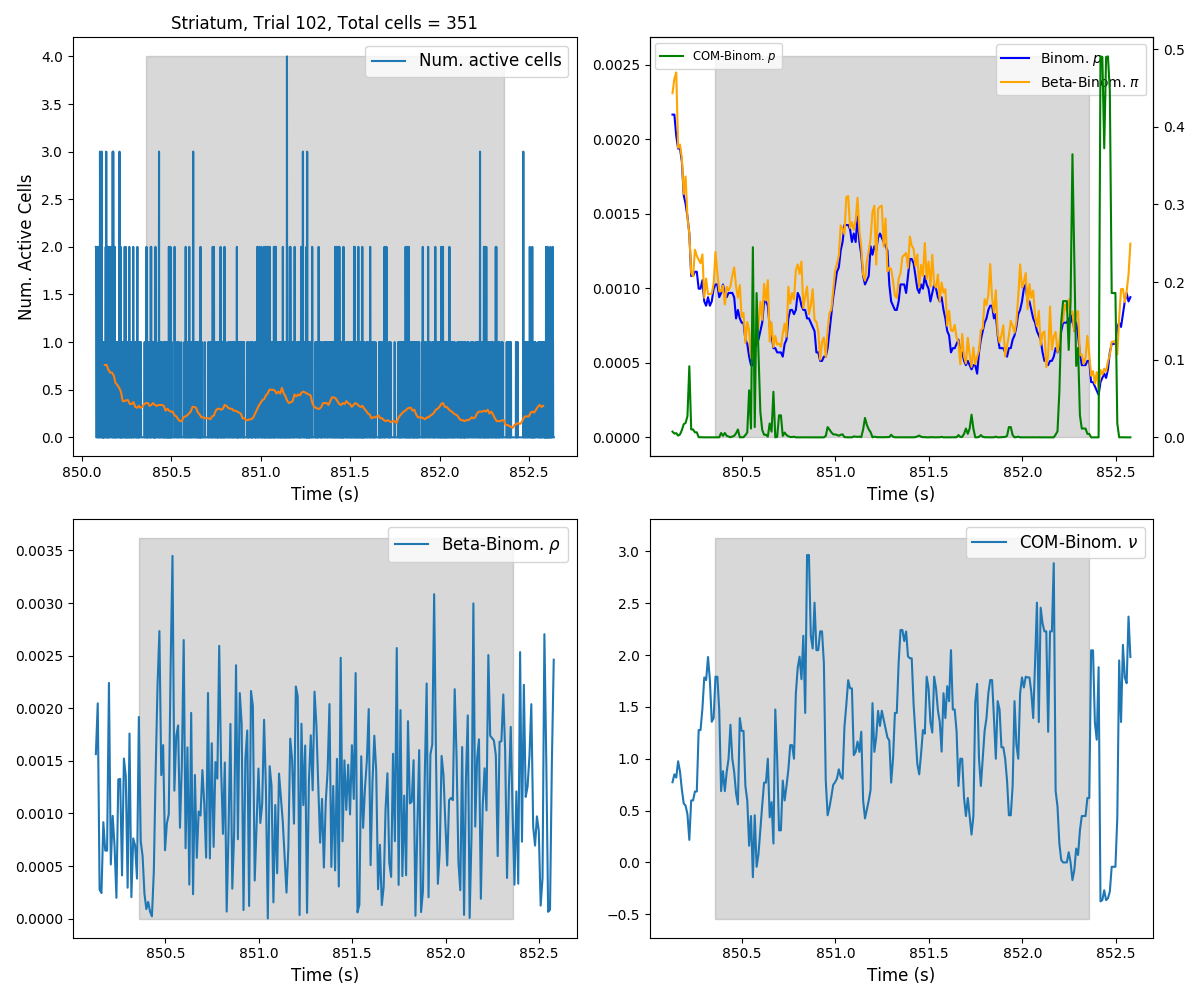 Striatum, Trial 102, Total cells = 351
Num. active cells
Num. Active Cells
4.0
3.5
3.0
2.5
2.0
1.5
1.0
0.5
0.0
850.0 850.5 851.0 851.5 852.0 852.5
Time (s)
COM-Binom. p
Binom. p
Beta-Binom. π
0.0025
0.0020
0.0015
0.0010
0.0005
0.0000
0.5
0.4
0.3
0.2
0.1
0.0
850.5 851.0 851.5 852.0 852.5
Time (s)
Beta-Binom. ρ
0.0035
0.0030
0.0025
0.0020
0.0015
0.0010
0.0005
0.0000
850.5 851.0 851.5 852.0 852.5
Time (s)
COM-Binom. ν
3.0
2.5
2.0
1.5
1.0
0.5
0.0
−0.5
850.5 851.0 851.5 852.0 852.5
Time (s)